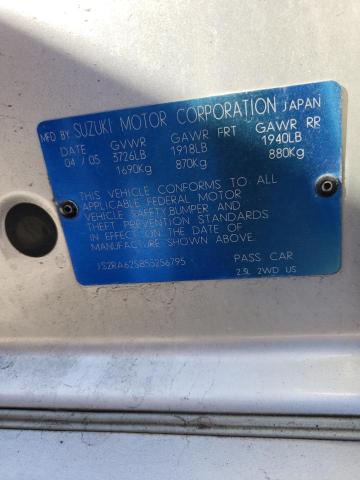 MFD BY SUZUKI MOTOR CORPORATION JAPAN
DATE GVWR GAWR FRT GAWR RR
04 / 05 3726LB 1918LB 1940LB
1690Kg 870Kg 880Kg
THIS VEHICLE CONFORMS TO ALL
APPLICABLE FEDERAL MOTOR
VEHICLE SAFETY,BUMPER AND
THEFT PREVENTION STANDARDS
IN EFFECT ON THE DATE OF
MANUFACTURE SHOWN ABOVE.
JS2RA62S855256795 PASS CAR
2.3L 2WD US